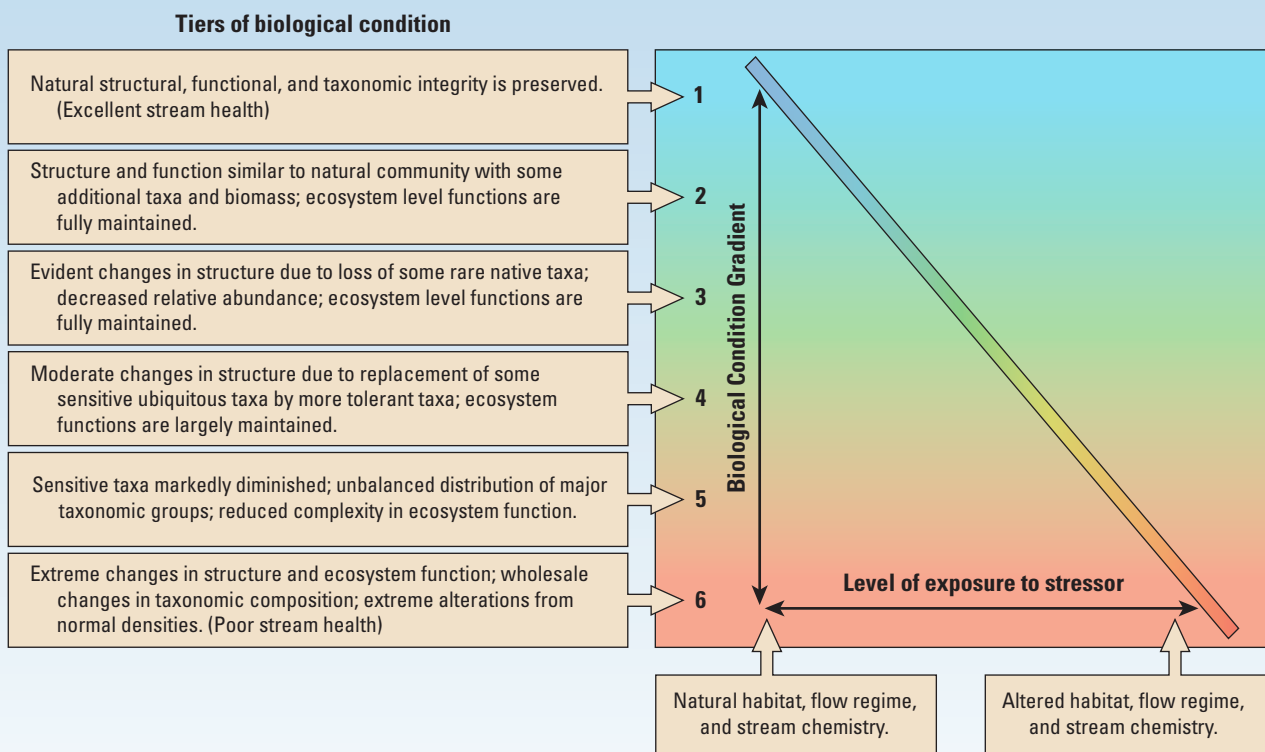 Tiers of biological condition
Natural structural, functional, and taxonomic integrity is preserved.
(Excellent stream health)
1
Structure and function similar to natural community with some
additional taxa and biomass; ecosystem level functions are
fully maintained.
2
Evident changes in structure due to loss of some rare native taxa;
decreased relative abundance; ecosystem level functions are
fully maintained.
3
Moderate changes in structure due to replacement of some
sensitive ubiquitous taxa by more tolerant taxa; ecosystem
functions are largely maintained.
4
Sensitive taxa markedly diminished; unbalanced distribution of major
taxonomic groups; reduced complexity in ecosystem function.
5
Extreme changes in structure and ecosystem function; wholesale
changes in taxonomic composition; extreme alterations from
normal densities. (Poor stream health)
6
Biological Condition Gradient
Level of exposure to stressor
Natural habitat, flow regime,
and stream chemistry.
Altered habitat, flow regime,
and stream chemistry.